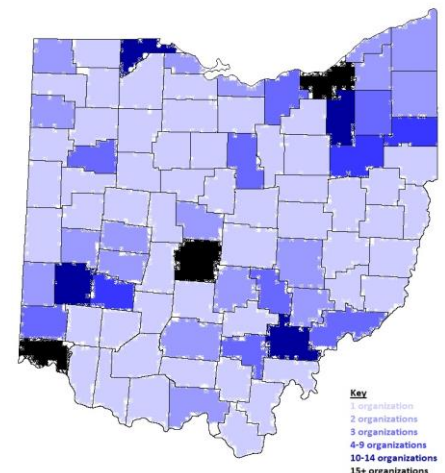 Key
1 organization
2 organizations
3 organizations
4-9 organizations
10-14 organizations
15+ organizations